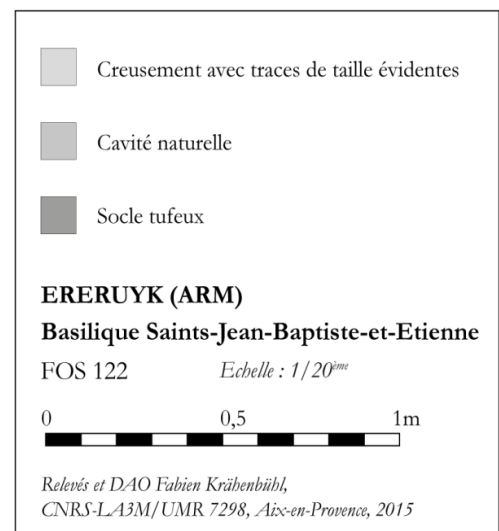 Creusement avec traces de taille évidentes
Cavité naturelle
Socle tufeux
ERERUYK (ARM)
Basilique Saints-Jean-Baptiste-et-Etienne
FOS 122 Echelle : 1/20ème
0 0,5 1m
Relevés et DAO Fabien Krähenbühl,
CNRS-LA3M/UMR 7298, Aix-en-Provence, 2015